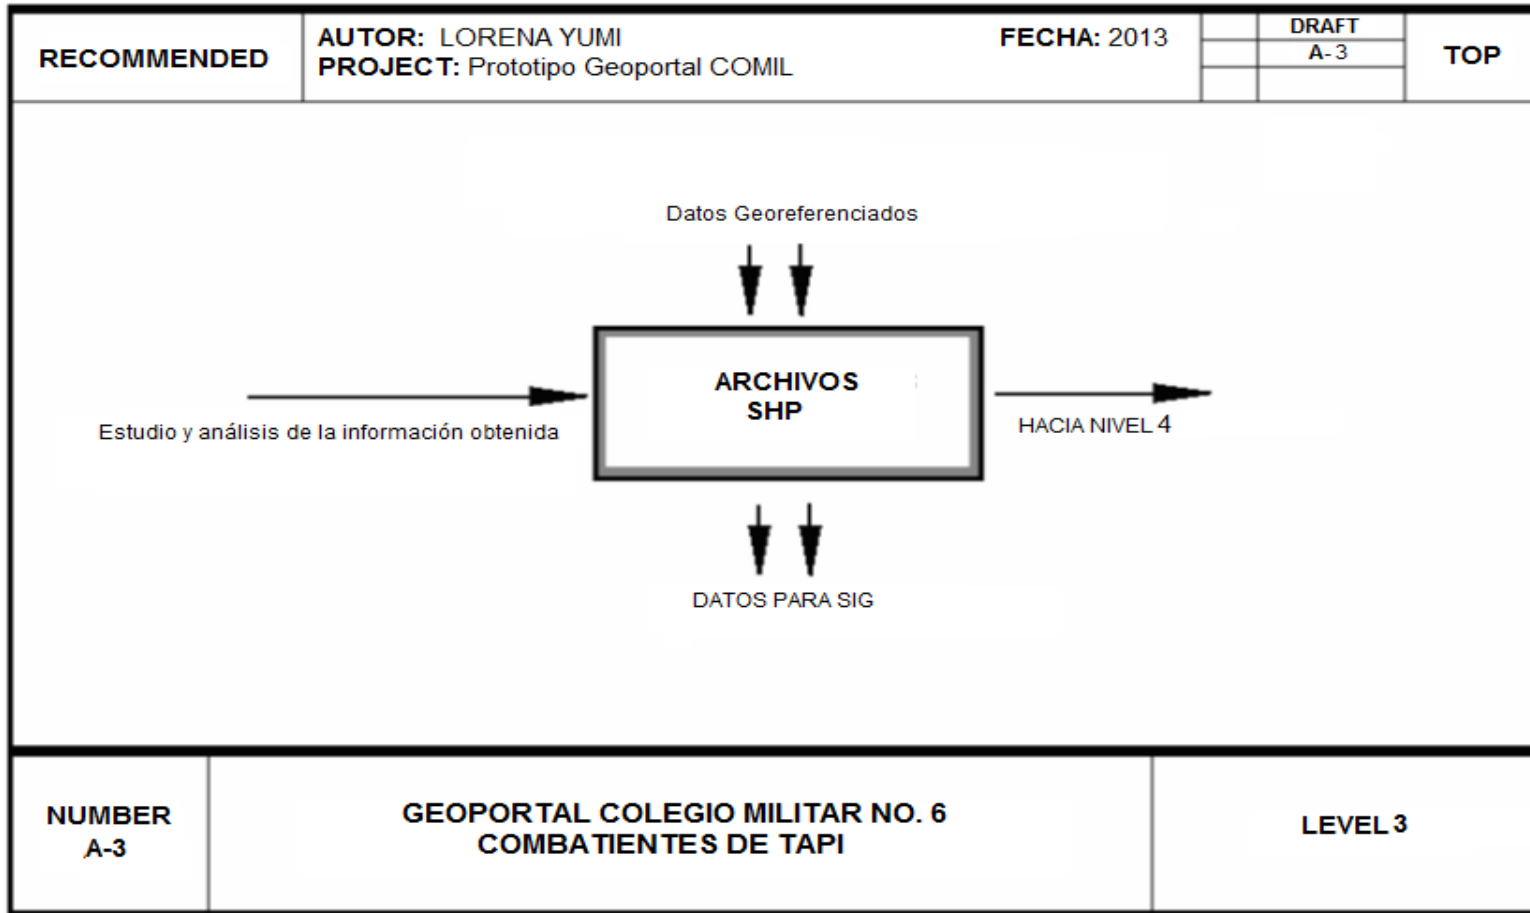 RECOMMENDED
AUTOR: LORENA YUMI
PROJECT: Prototipo Geoportal COMIL
FECHA: 2013
DRAFT
A-3
TOP
Datos Georeferenciados
ARCHIVOS
SHP
Estudio y análisis de la información obtenida
HACIA NIVEL 4
DATOS PARA SIG
NUMBER
A-3
GEOPORTAL COLEGIO MILITAR NO. 6
COMBATIENTES DE TAPI
LEVEL 3